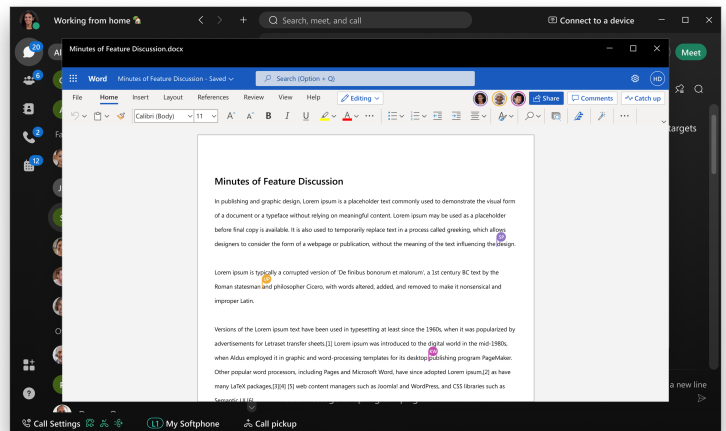 Working from home
Search, meet, and call
Connect to a device
20
Al
Minutes of Feature Discussion.docx
Meet
6
Word
Minutes of Feature Discussion - Saved
Search (Option + Q)
HD
File
Home
Insert
Layout
References
Review
View
Help
Editing
Share
Comments
Catch up
Calibri (Body)
11
A
A
B
I
U
A
2
Fa
targets
12
Minutes of Feature Discussion
In publishing and graphic design, Lorem ipsum is a placeholder text commonly used to demonstrate the visual form
of a document or a typeface without relying on meaningful content. Lorem ipsum may be used as a placeholder
before final copy is available. It is also used to temporarily replace text in a process called greeking, which allows
designers to consider the form of a webpage or publication, without the meaning of the text influencing the design.
Lorem ipsum is typically a corrupted version of 'De finibus bonorum et malorum', a 1st century BC text by the
Roman statesman and philosopher Cicero, with words altered, added, and removed to make it nonsensical and
improper Latin.
Versions of the Lorem ipsum text have been used in typesetting at least since the 1960s, when it was popularized by
advertisements for Letraset transfer sheets.[1] Lorem ipsum was introduced to the digital world in the mid-1980s,
when Aldus employed it in graphic and word-processing templates for its desktop publishing program PageMaker.
Other popular word processors, including Pages and Microsoft Word, have since adopted Lorem ipsum,[2] as have
many LaTeX packages,[3][4] [5] web content managers such as Joomla! and WordPress, and CSS libraries such as
Semantic UI.[6]
a new line
Call Settings
L1
My Softphone
Call pickup